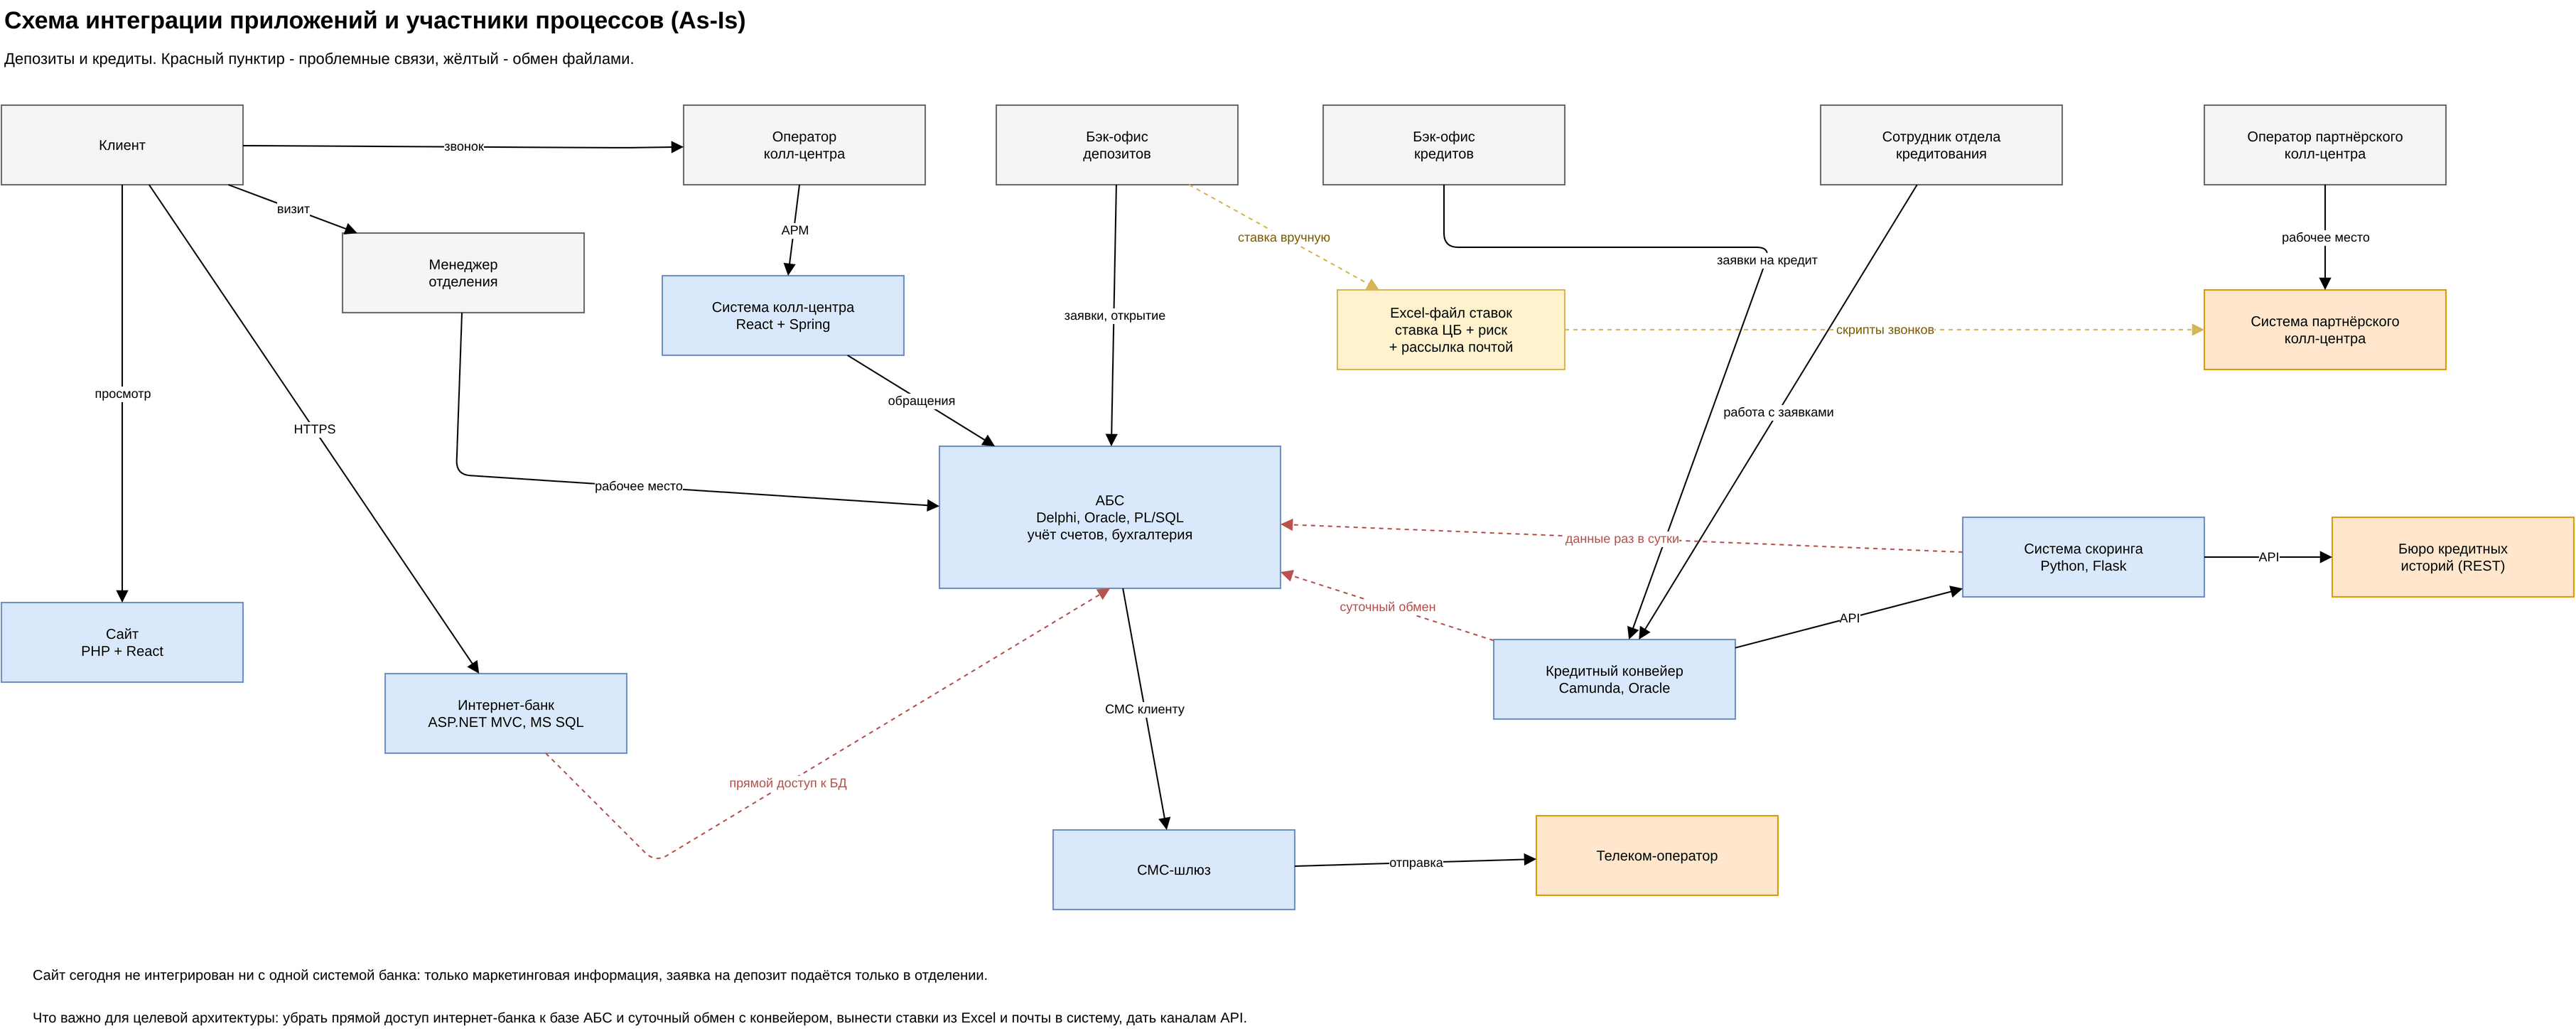 Схема интеграции приложений и участники процессов (As-Is)
Депозиты и кредиты. Красный пунктир - проблемные связи, жёлтый - обмен файлами.
Клиент
звонок
Оператор
колл-центра
Бэк-офис
депозитов
Бэк-офис
кредитов
Сотрудник отдела
кредитования
Оператор партнёрского
колл-центра
визит
АРМ
ставка вручную
рабочее место
заявки на кредит
Менеджер
отделения
Система колл-центра
React + Spring
заявки, открытие
Excel-файл ставок
ставка ЦБ + риск
+ рассылка почтой
скрипты звонков
Система партнёрского
колл-центра
просмотр
HTTPS
обращения
работа с заявками
рабочее место
АБС
Delphi, Oracle, PL/SQL
учёт счетов, бухгалтерия
данные раз в сутки
Система скоринга
Python, Flask
API
Бюро кредитных
историй (REST)
суточный обмен
API
Сайт
PHP + React
Кредитный конвейер
Camunda, Oracle
Интернет-банк
ASP.NET MVC, MS SQL
СМС клиенту
прямой доступ к БД
СМС-шлюз
отправка
Телеком-оператор
Сайт сегодня не интегрирован ни с одной системой банка: только маркетинговая информация, заявка на депозит подаётся только в отделении.
Что важно для целевой архитектуры: убрать прямой доступ интернет-банка к базе АБС и суточный обмен с конвейером, вынести ставки из Excel и почты в систему, дать каналам API.